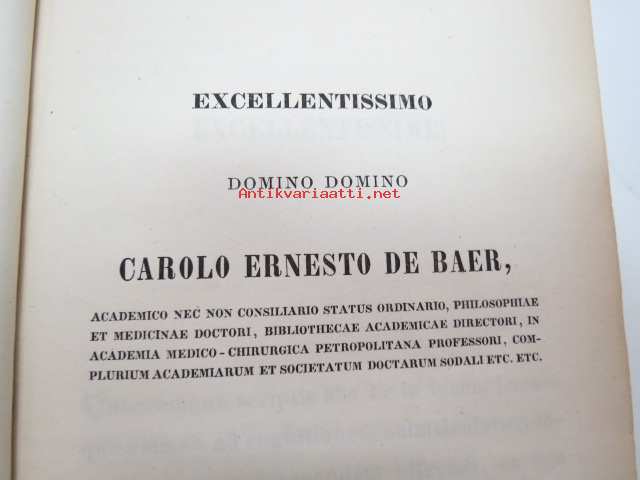 EXCELLENTISSIMO
DOMINO DOMINO
Antikvariaatti.net
CAROLO ERNESTO DE BAER,
ACADEMICO NEC NON CONSILIARIO STATUS ORDINARIO, PHILOSOPHIAE
ET MEDICINAE DOCTORI, BIBLIOTHECAE ACADEMICAE DIRECTORI, IN
ACADEMIA MEDICO-CHIRURGICA PETROPOLITANA PROFESSORI, COM-
PLURIUM ACADEMIARUM ET SOCIETATUM DOCTARUM SODALI ETC. ETC.